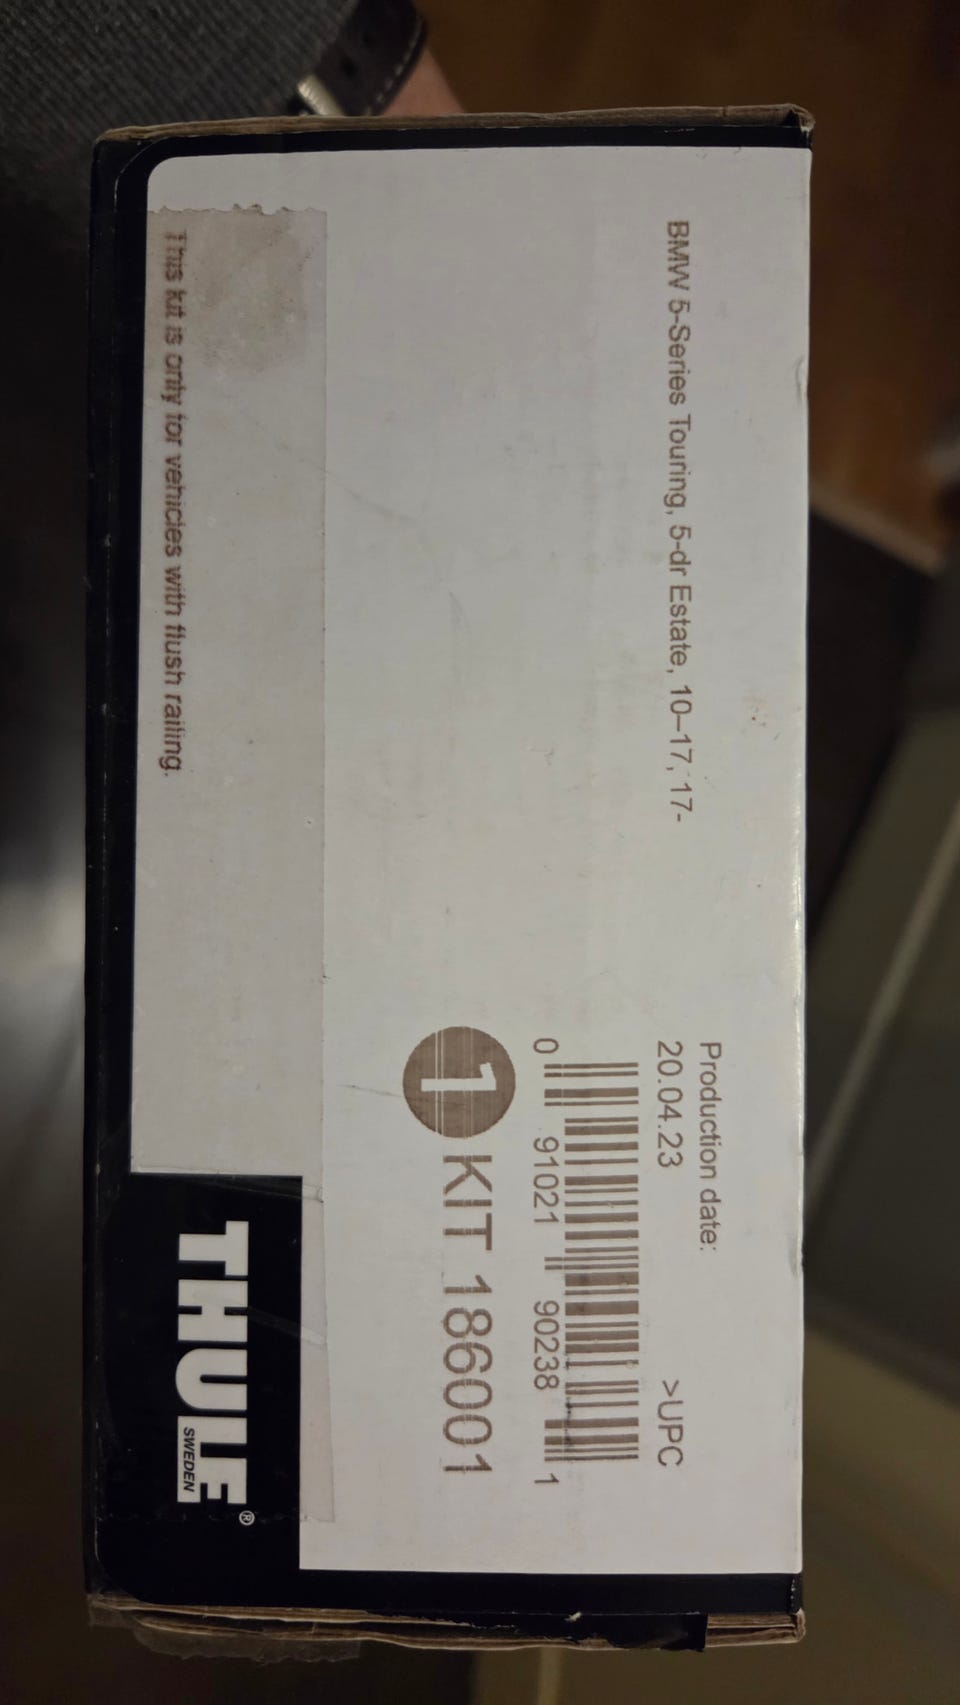 BMW 5-Series Touring, 5-dr Estate, 10–17, 17-
Production date:
20.04.23
>UPC
0 91021 90238 1
1 KIT 186001
This kit is only for vehicles with flush railing.
THULE®
SWEDEN